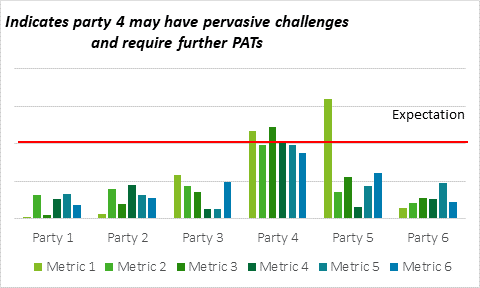 Indicates party 4 may have pervasive challenges
and require further PATs
Expectation
Party 1 Party 2 Party 3 Party 4 Party 5 Party 6
Metric 1 Metric 2 Metric 3 Metric 4 Metric 5 Metric 6